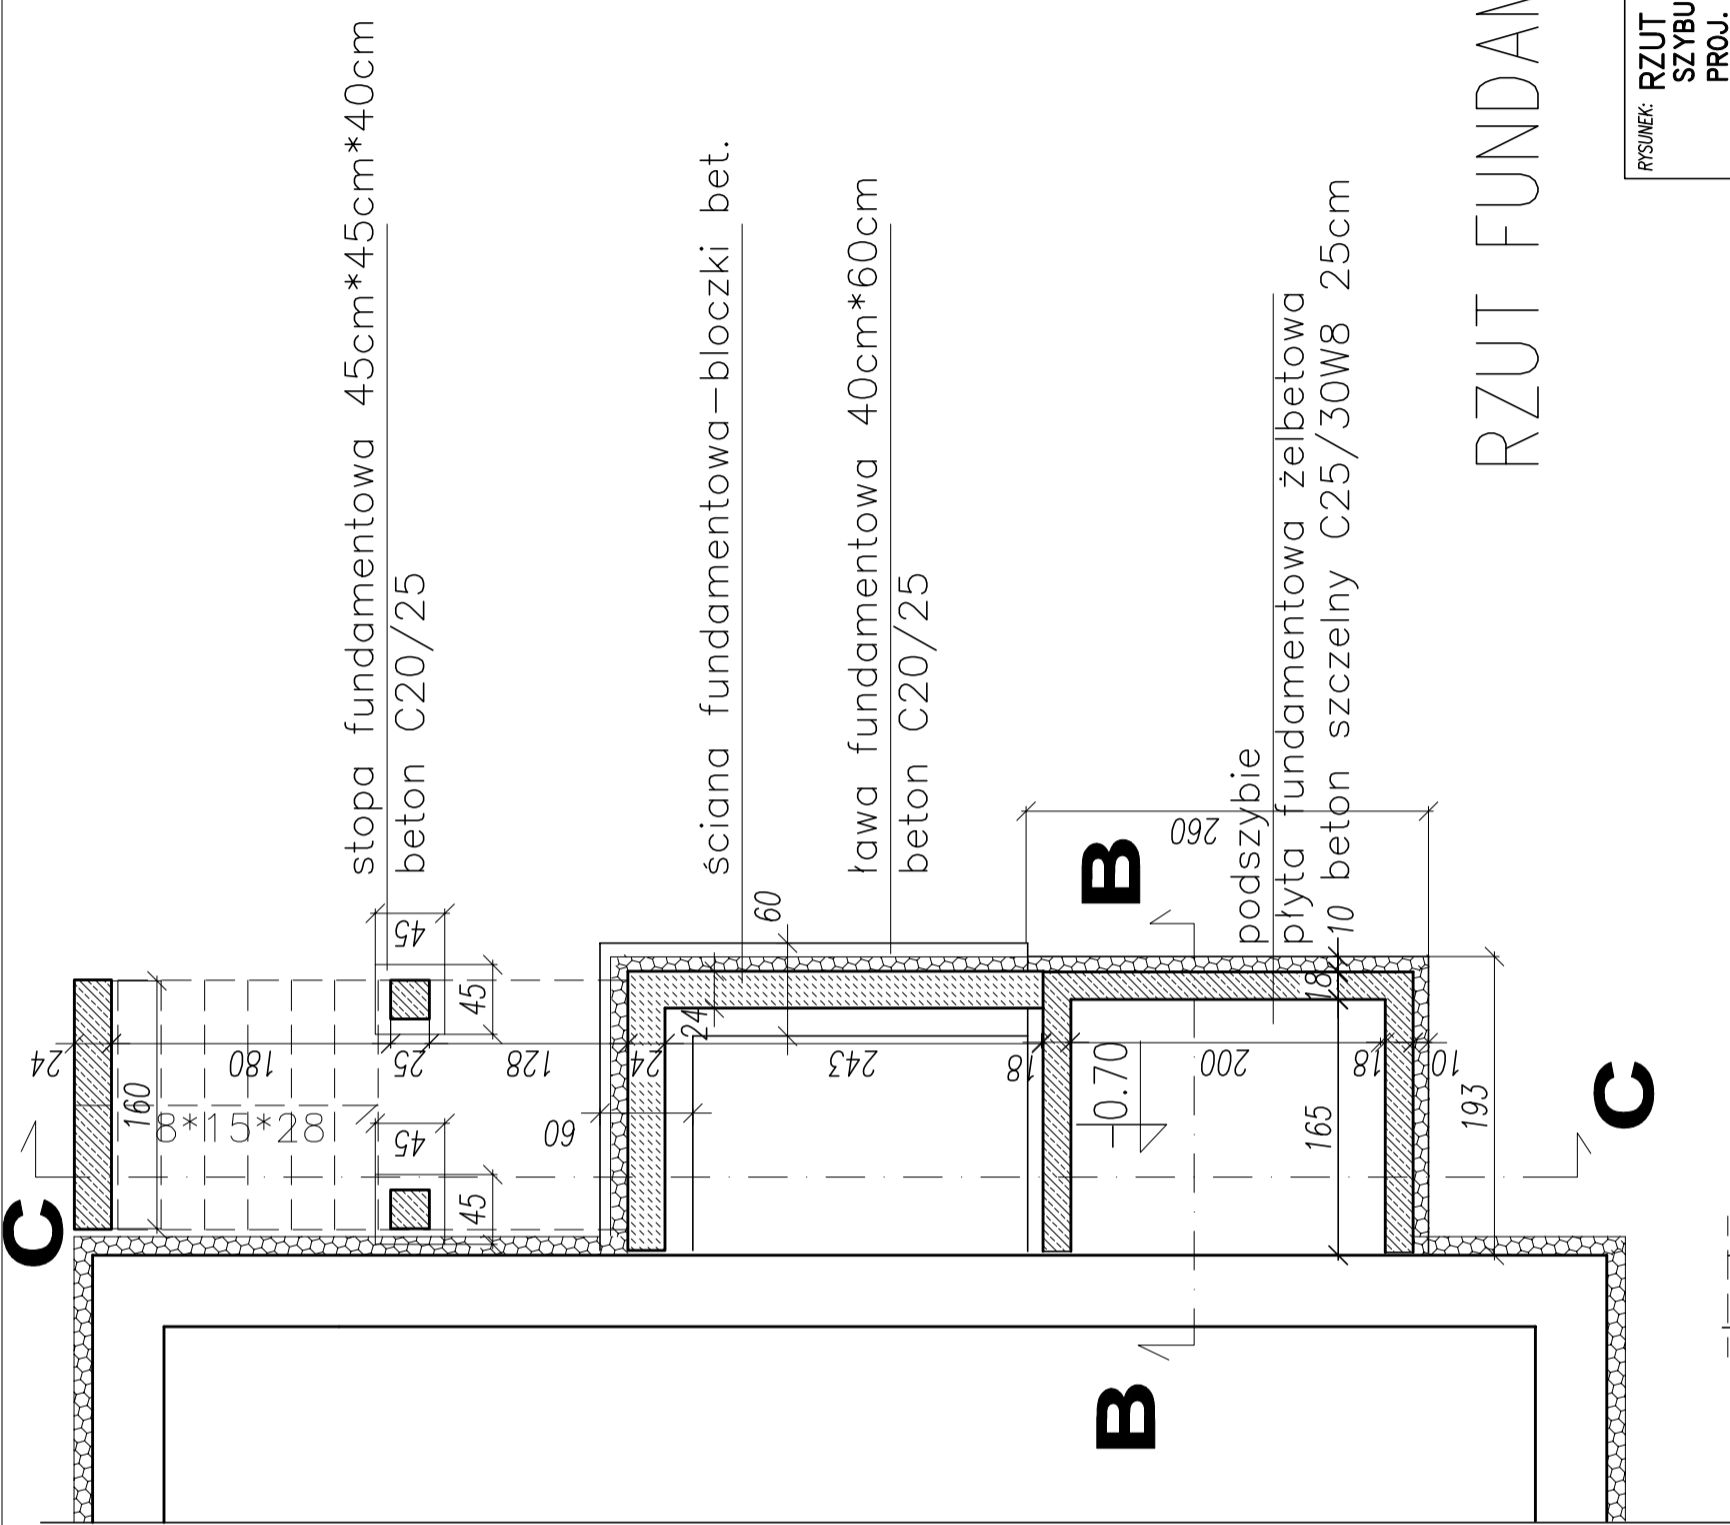 stopa fundamentowa 45cm*45cm*40cm
beton C20/25
ściana fundamentowa-bloczki bet.
ława fundamentowa 40cm*60cm
beton C20/25
podszybie
płyta fundamentowa żelbetowa
beton szczelny C25/30W8 25cm
RZUT FUNDAM
RYSUNEK: RZUT
SZYBU
PROJ.
C
C
B
B
24
180
25
128
24
243
18
200
18
10
160
8*15*28
45
45
45
45
60
60
24
-0.70
260
10
18
165
193